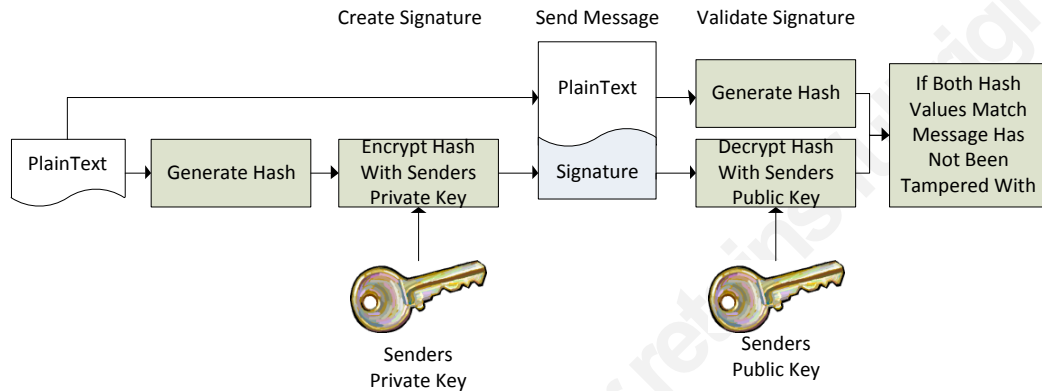 Create Signature
Send Message
Validate Signature
PlainText
Generate Hash
Encrypt Hash
With Senders
Private Key
PlainText
Signature
Generate Hash
Decrypt Hash
With Senders
Public Key
If Both Hash
Values Match
Message Has
Not Been
Tampered With
Senders
Private Key
Senders
Public Key